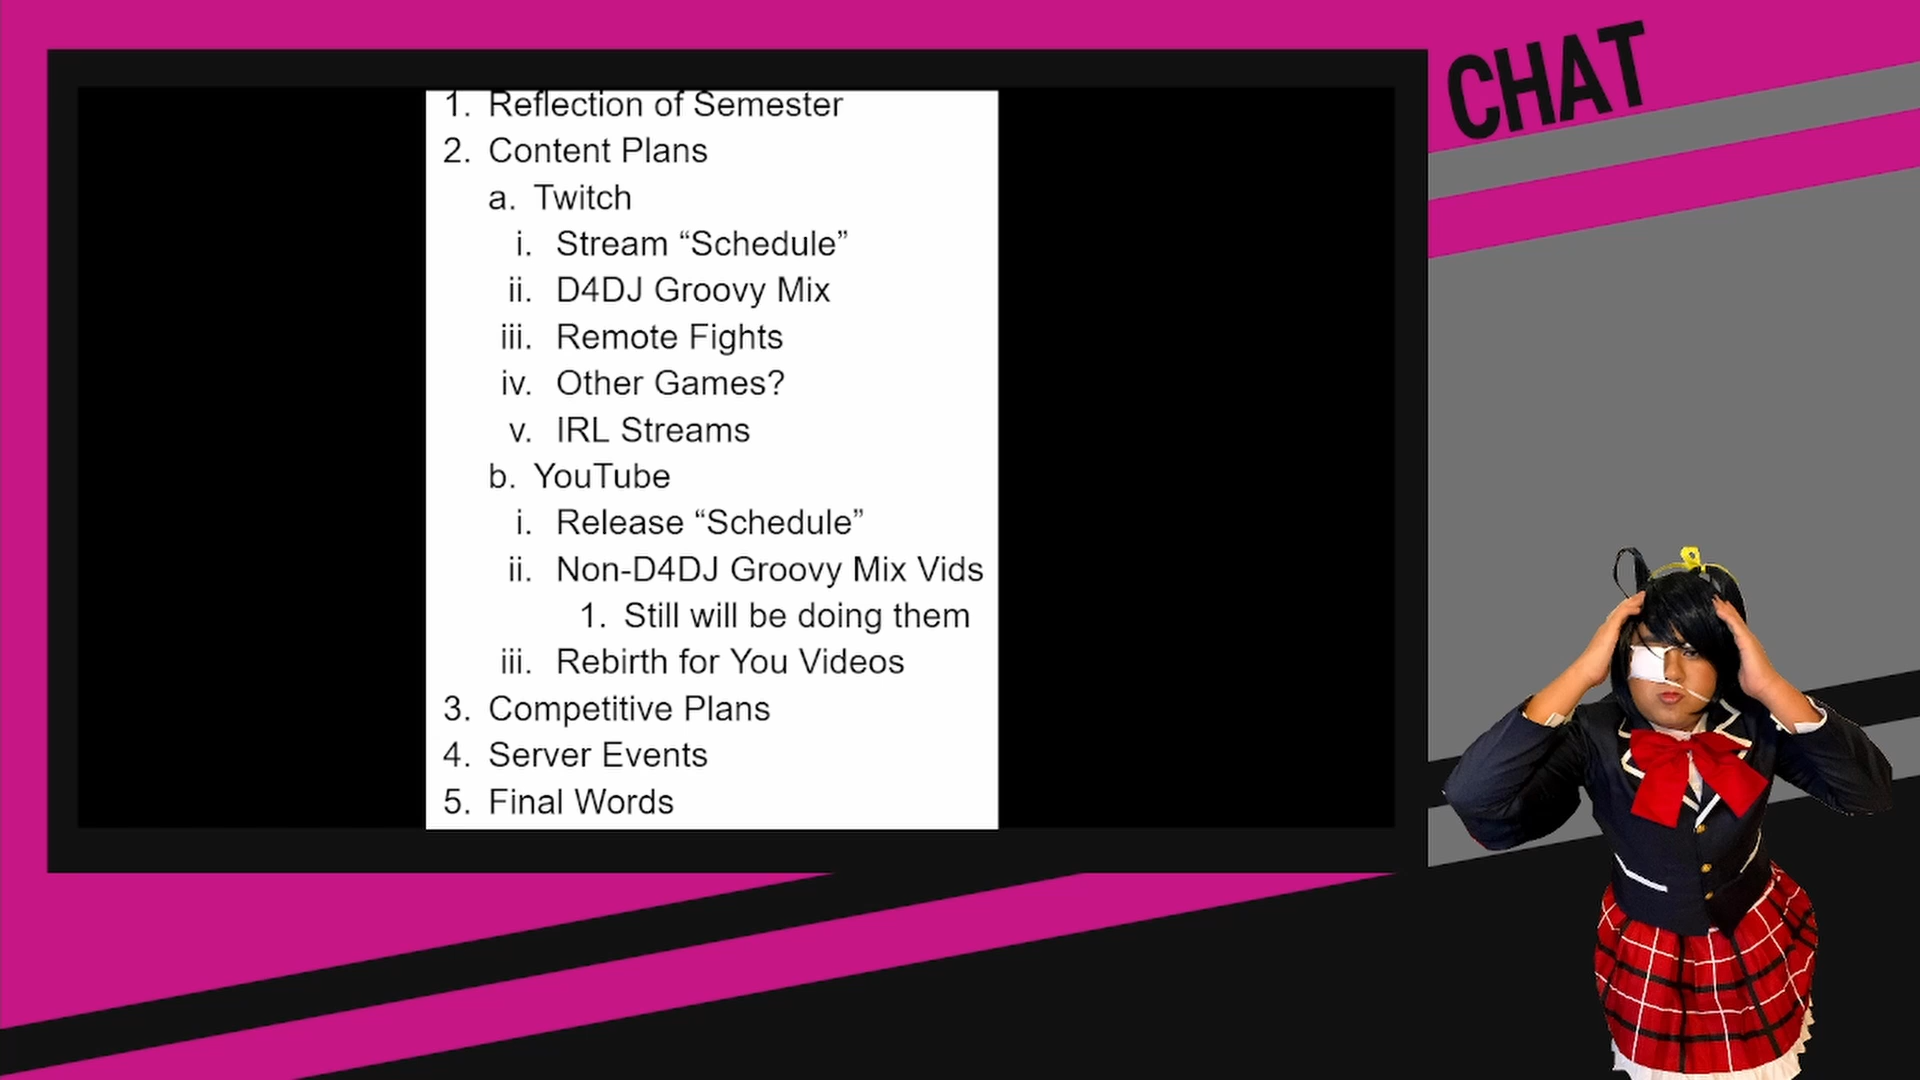 CHAT
1. Reflection of Semester
2. Content Plans
a. Twitch
i. Stream “Schedule”
ii. D4DJ Groovy Mix
iii. Remote Fights
iv. Other Games?
v. IRL Streams
b. YouTube
i. Release “Schedule”
ii. Non-D4DJ Groovy Mix Vids
1. Still will be doing them
iii. Rebirth for You Videos
3. Competitive Plans
4. Server Events
5. Final Words